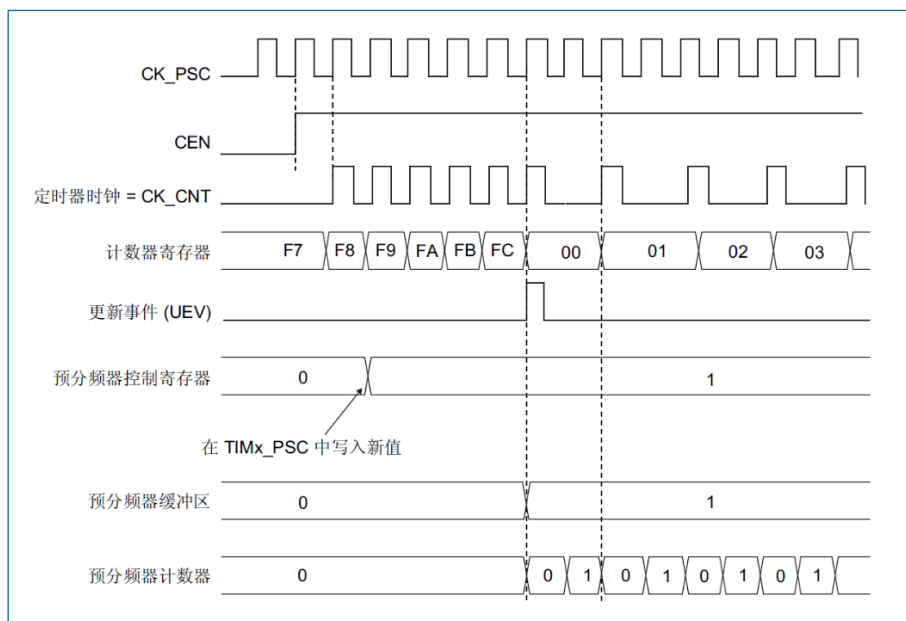 CK_PSC
CEN
定时器时钟 = CK_CNT
计数器寄存器 F7 F8 F9 FA FB FC 00 01 02 03
更新事件 (UEV)
预分频器控制寄存器 0 1
在 TIMx_PSC 中写入新值
预分频器缓冲区 0 1
预分频器计数器 0 0 1 0 1 0 1 0 1